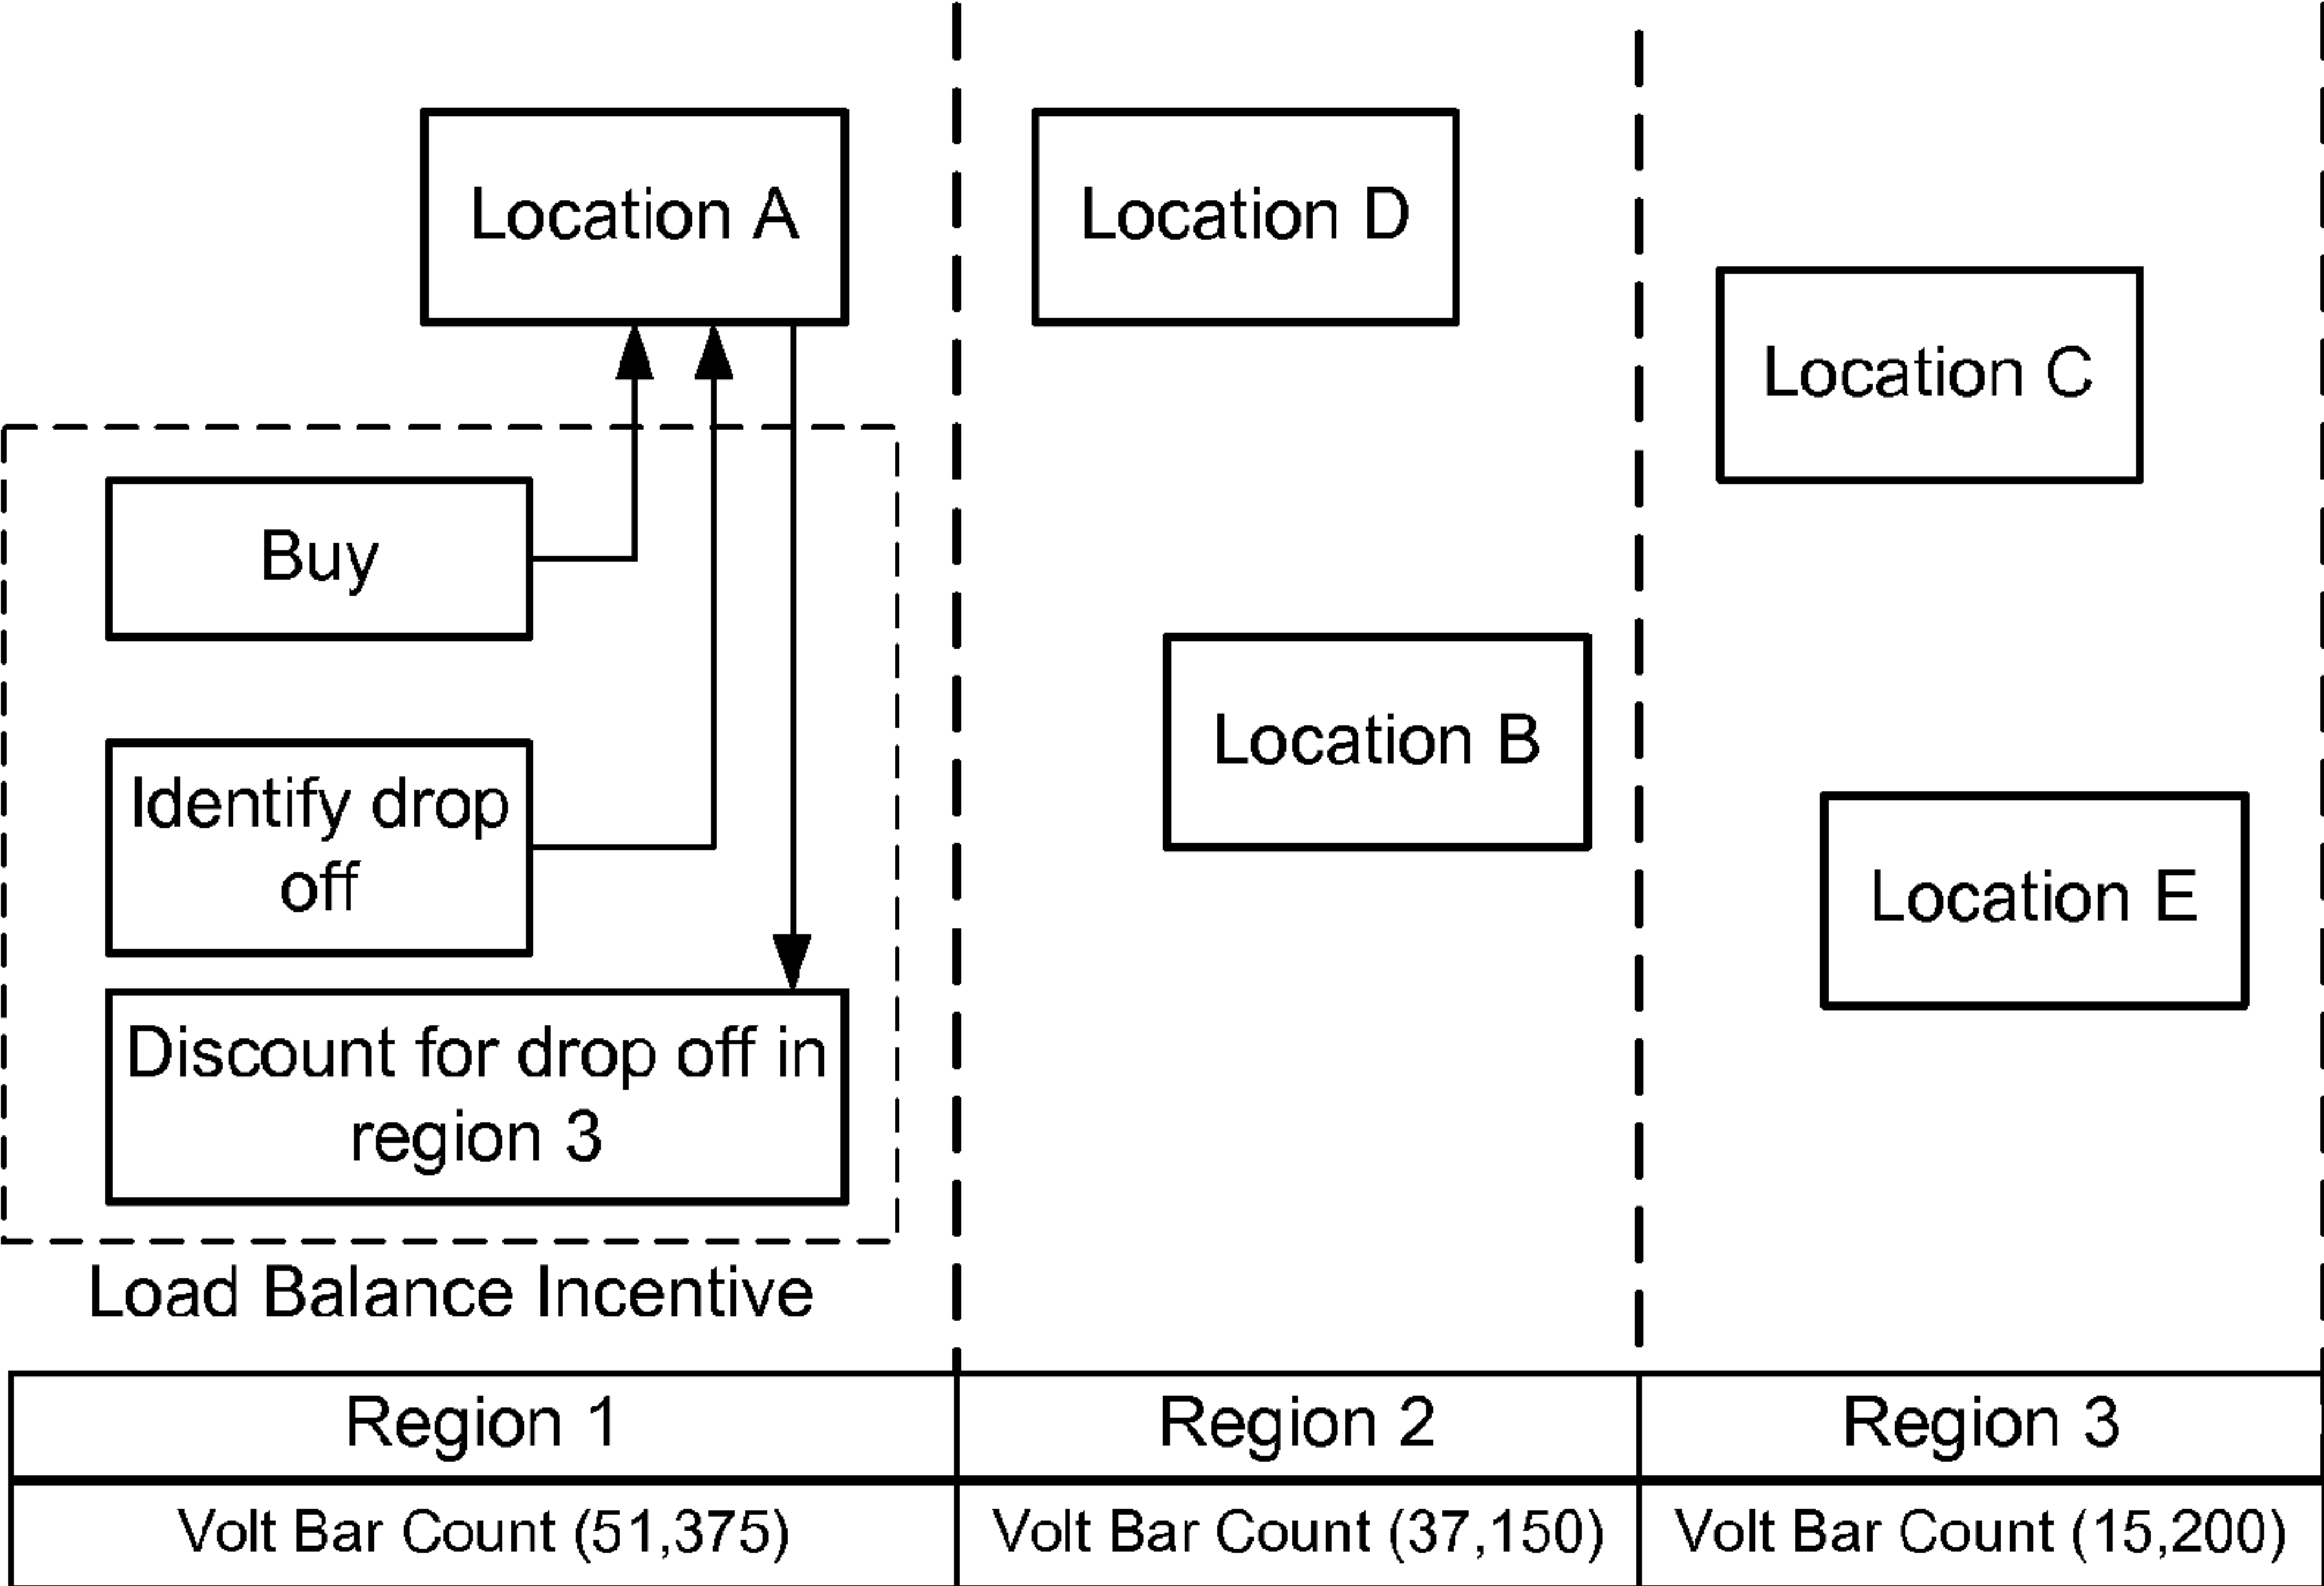 Location A
Location D
Location C
Buy
Location B
Identify drop
off
Location E
Discount for drop off in
region 3
Load Balance Incentive
Region 1
Region 2
Region 3
Volt Bar Count (51,375)
Volt Bar Count (37,150)
Volt Bar Count (15,200)